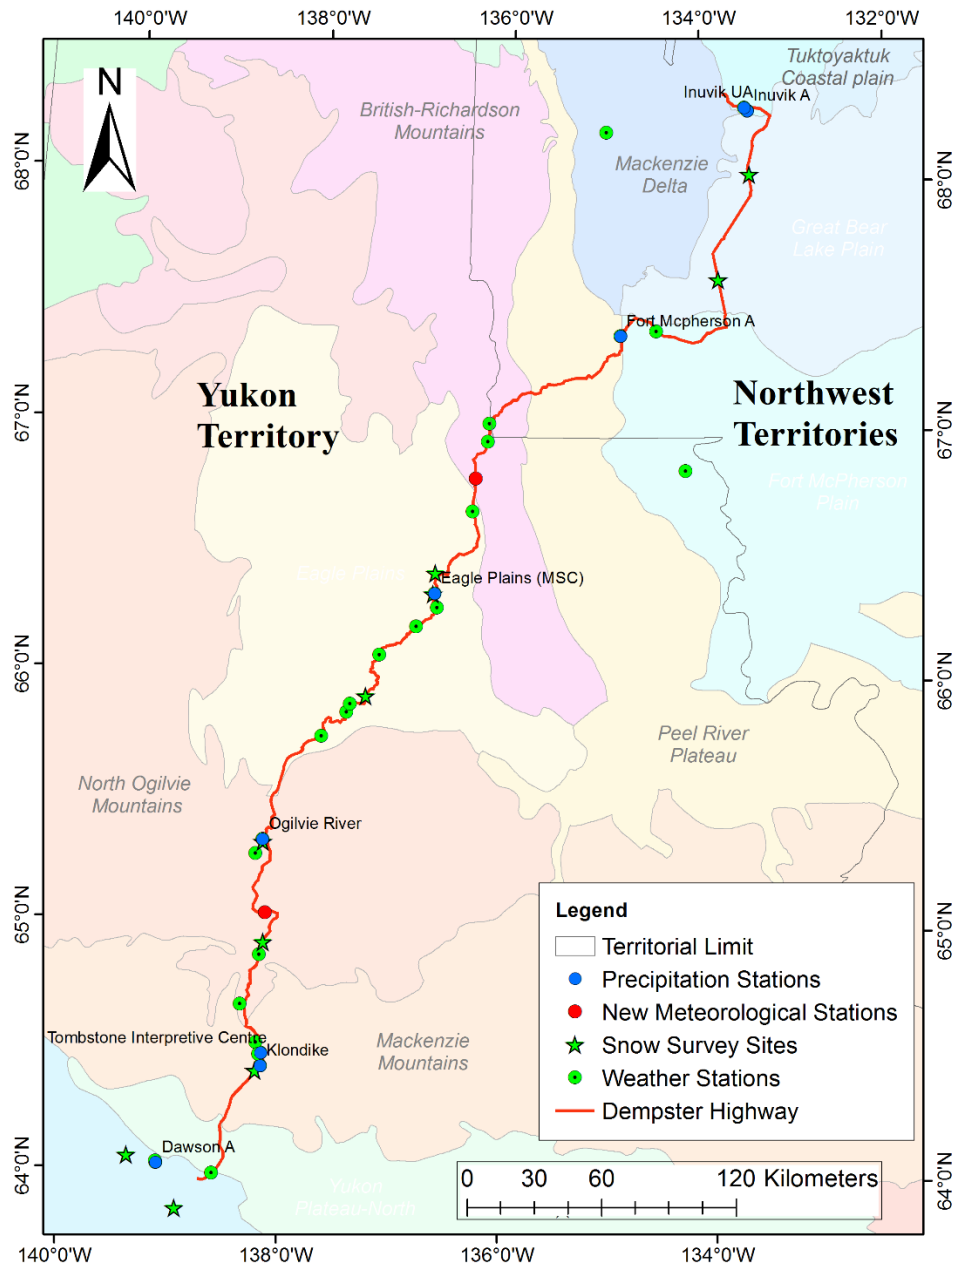 140°0'W 138°0'W 136°0'W 134°0'W 132°0'W
N
Tuktoyaktuk
Coastal plain
Inuvik UA
Inuvik A
British-Richardson
Mountains
Mackenzie
Delta
68°0'N
68°0'N
Great Bear
Lake Plain
Fort Mcpherson A
Yukon
Territory
Northwest
Territories
67°0'N
67°0'N
Fort McPherson
Plain
Eagle Plains
Eagle Plains (MSC)
66°0'N
66°0'N
Peel River
Plateau
North Ogilvie
Mountains
Ogilvie River
65°0'N
65°0'N
Legend
Territorial Limit
Precipitation Stations
New Meteorological Stations
Snow Survey Sites
Weather Stations
Dempster Highway
Tombstone Interpretive Centre
Klondike
Mackenzie
Mountains
Dawson A
64°0'N
64°0'N
Yukon
Plateau-North
0 30 60 120 Kilometers
140°0'W 138°0'W 136°0'W 134°0'W